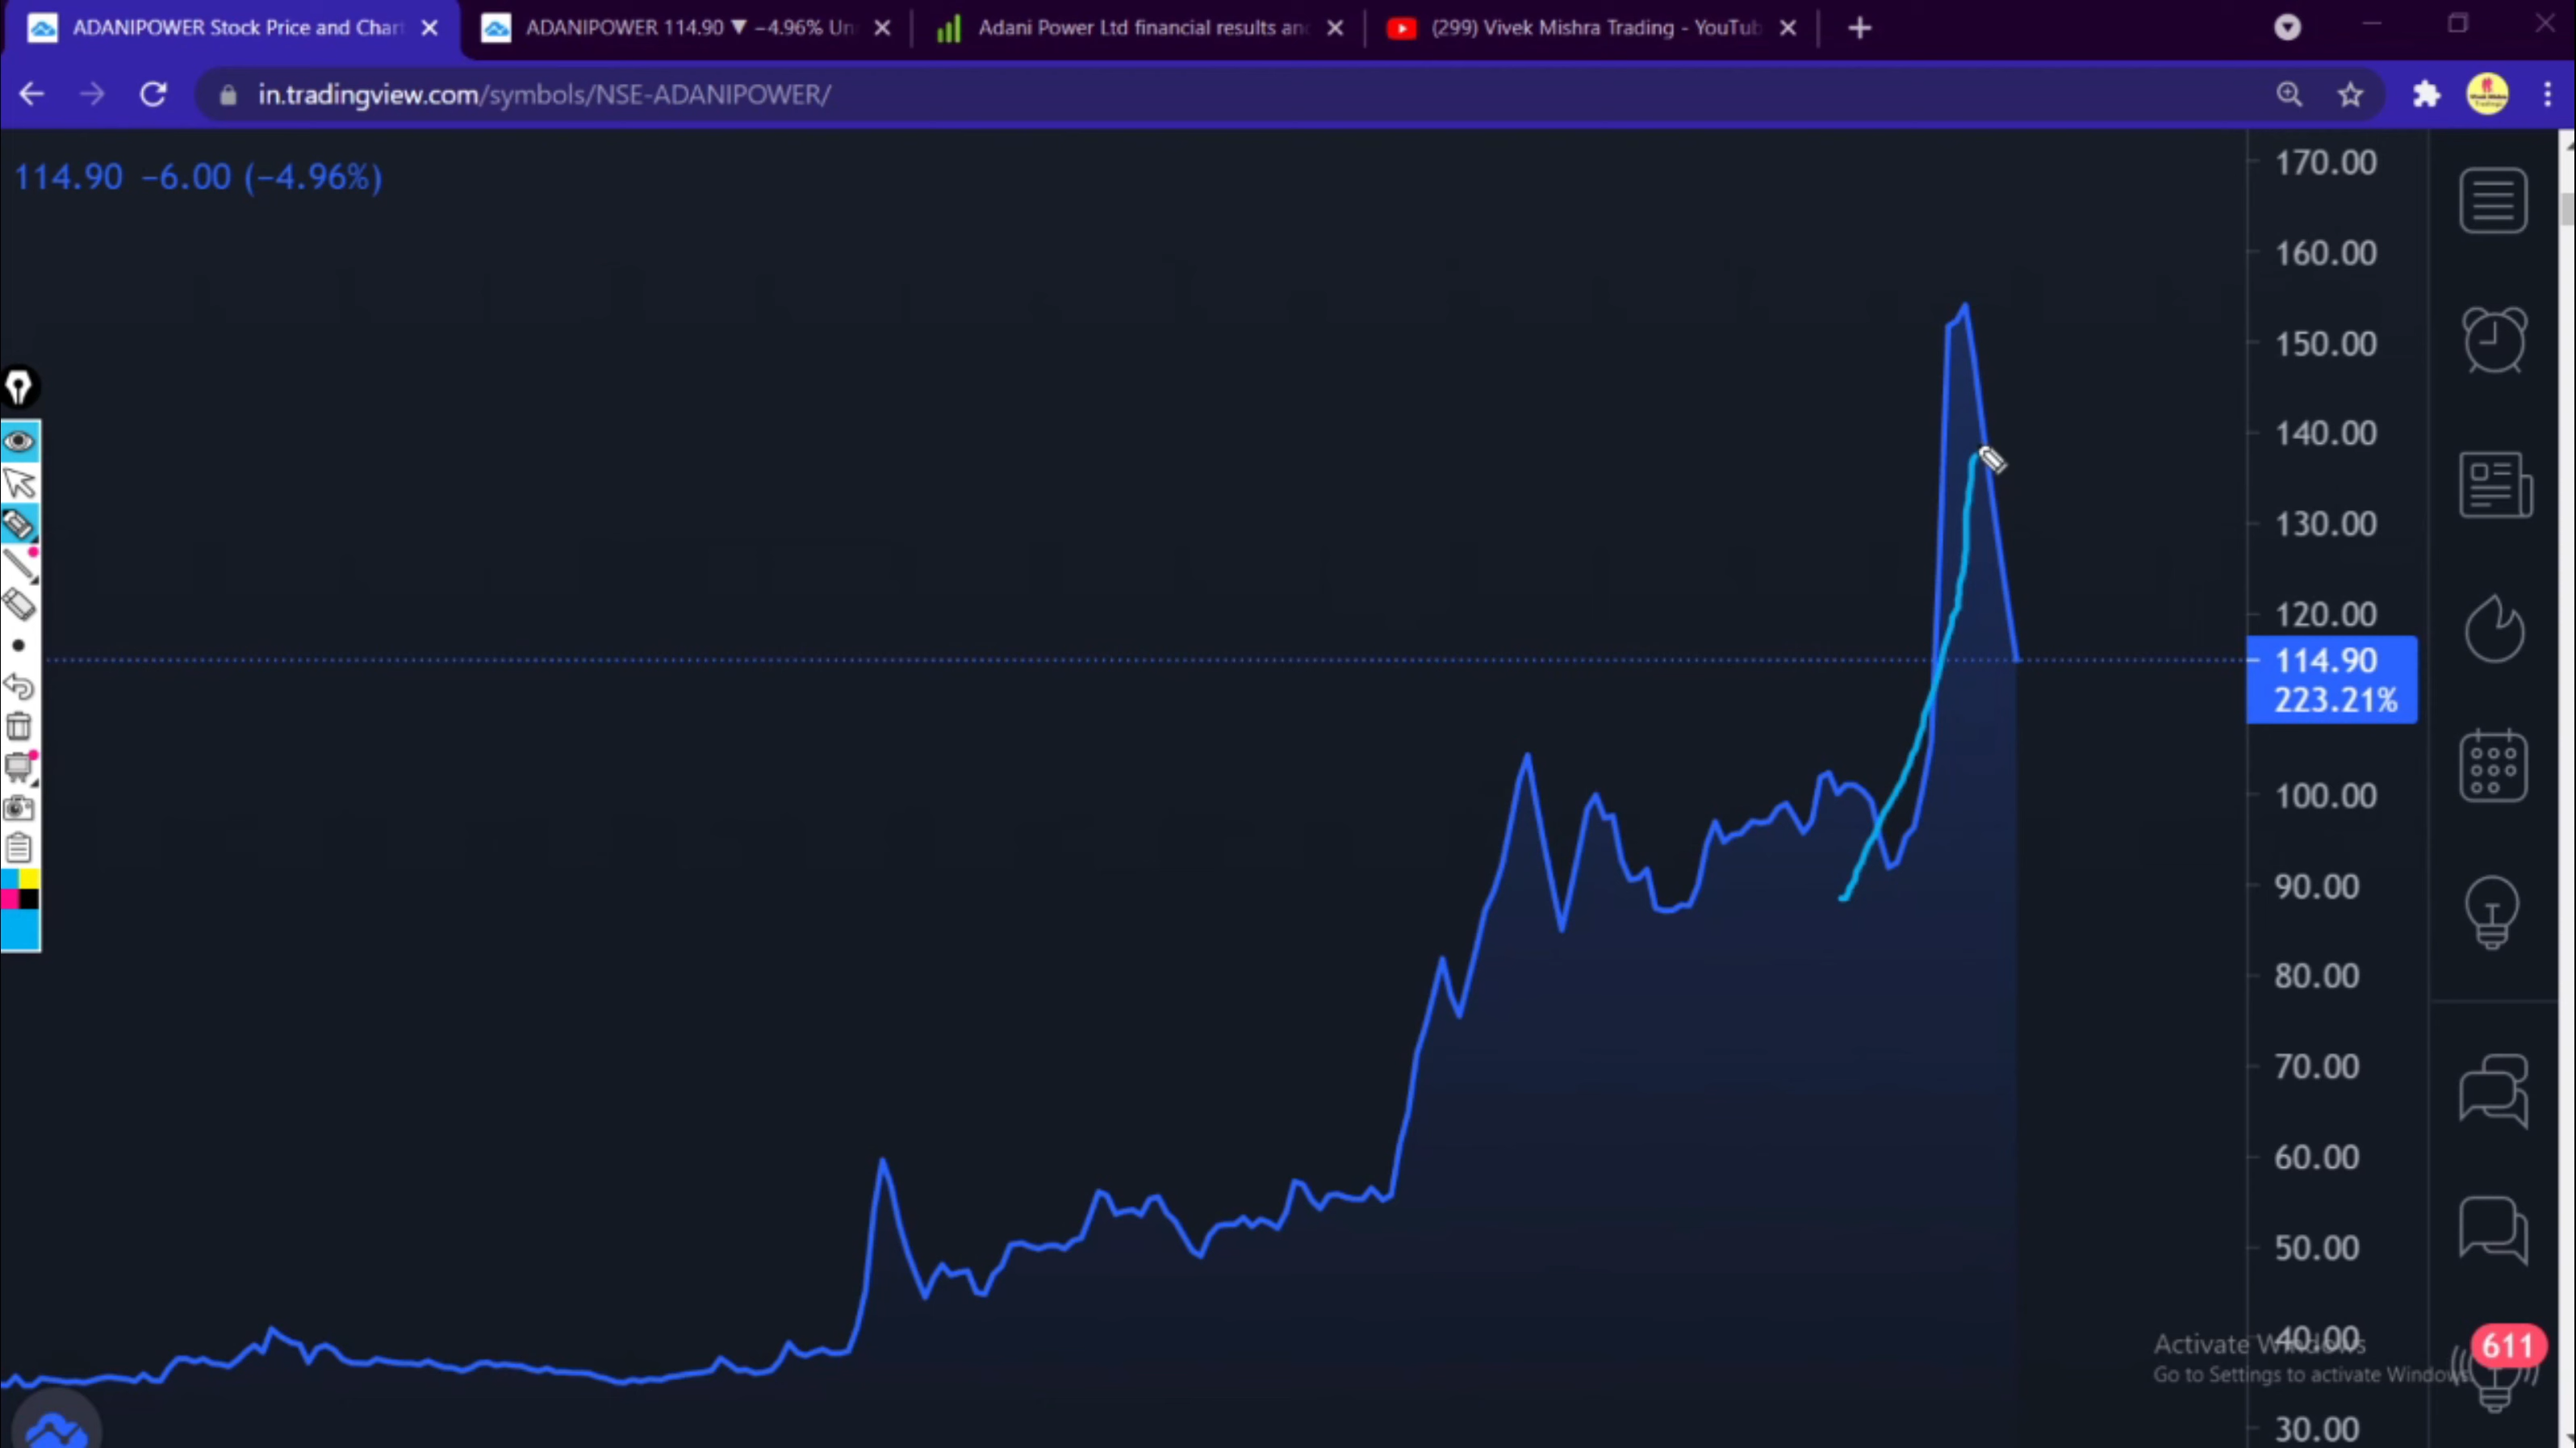 ADANIPOWER Stock Price and Char
ADANIPOWER 114.90 ▼ −4.96% Un
Adani Power Ltd financial results an
(299) Vivek Mishra Trading - YouTub
in.tradingview.com/symbols/NSE-ADANIPOWER/
114.90 −6.00 (−4.96%)
170.00
160.00
150.00
140.00
130.00
120.00
114.90
223.21%
100.00
90.00
80.00
70.00
60.00
50.00
40.00
30.00
611
Activate Windows
Go to Settings to activate Windows